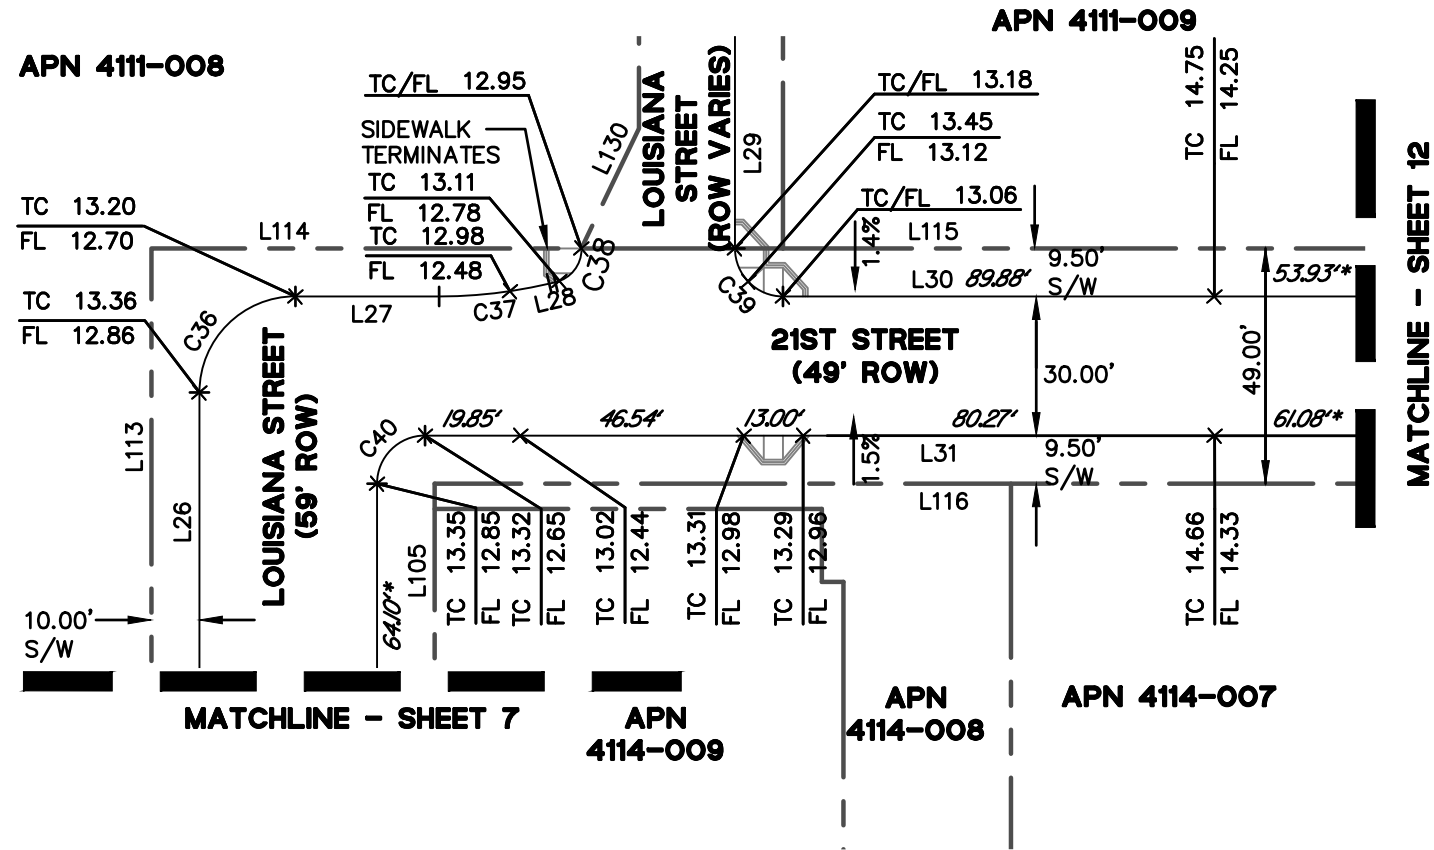 APN 4111-009
APN 4111-008
TC/FL 12.95
SIDEWALK
TERMINATES
TC 13.11
FL 12.78
TC 12.98
FL 12.48
TC 13.20
FL 12.70
TC 13.36
FL 12.86
L114
L130
LOUISIANA
STREET
(ROW VARIES)
L29
TC/FL 13.18
TC 13.45
FL 13.12
TC/FL 13.06
TC 14.75
FL 14.25
1.4%
L115
L30
89.88'
9.50'
S/W
53.93'*
MATCHLINE - SHEET 12
C36
L27
C37
L28
C38
C39
21ST STREET
(49' ROW)
30.00'
49.00'
L113
L26
LOUISIANA STREET
(59' ROW)
C40
19.85'
46.54'
13.00'
80.27'
61.08'*
1.5%
L31
9.50'
S/W
L116
L105
64.10'*
TC 13.35
FL 12.85
TC 13.32
FL 12.65
TC 13.02
FL 12.44
TC 13.31
FL 12.98
TC 13.29
FL 12.96
TC 14.66
FL 14.33
10.00'
S/W
MATCHLINE - SHEET 7
APN
4114-009
APN
4114-008
APN 4114-007